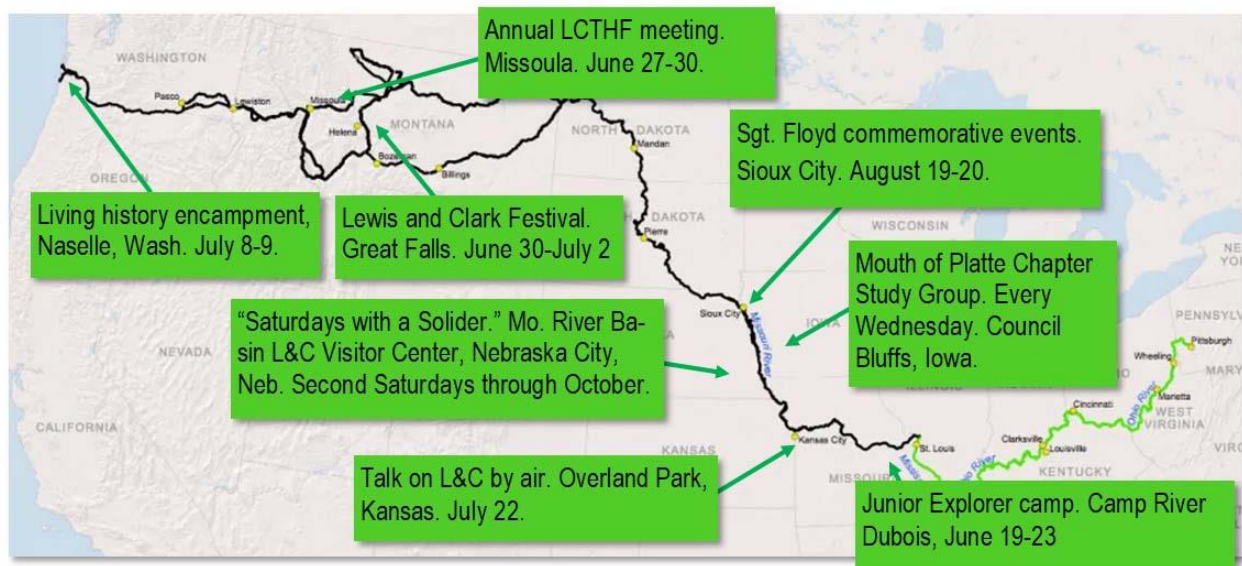 Annual LCTHF meeting.
Missoula. June 27-30.
WASHINGTON
Pasco
Lewiston
Missoula
Helena
MONTANA
NORTH DAKOTA
Mandan
Sgt. Floyd commemorative events.
Sioux City. August 19-20.
Bozeman
Billings
OREGON
Living history encampment,
Naselle, Wash. July 8-9.
Lewis and Clark Festival.
Great Falls. June 30-July 2
DAKOTA
Pierre
WISCONSIN
Mouth of Platte Chapter
Study Group. Every
Wednesday. Council
Bluffs, Iowa.
Sioux City
Missouri River
IOWA
“Saturdays with a Solider.” Mo. River Ba-
sin L&C Visitor Center, Nebraska City,
Neb. Second Saturdays through October.
NEVADA
PENNSYLV
Pittsburgh
Wheeling
MARY
Marietta
Ohio River
WEST
VIRGINIA
Cincinnati
ILLINOIS
CALIFORNIA
KANSAS
Kansas City
St. Louis
Clarksville
Louisville
KENTUCKY
VIRG
MISSOU
Talk on L&C by air. Overland Park,
Kansas. July 22.
Junior Explorer camp. Camp River
Dubois, June 19-23